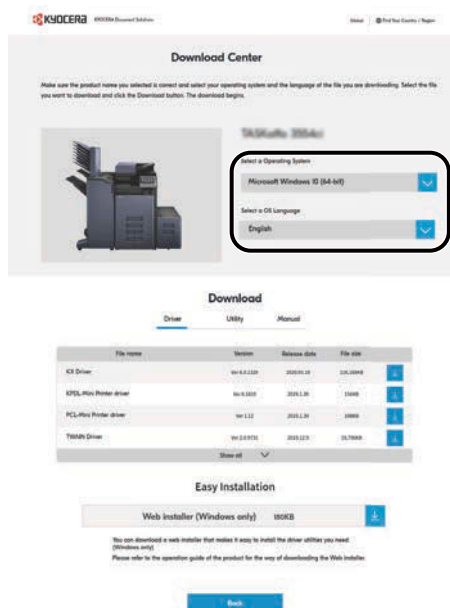 KYOCERA KYOCERA Document Solutions
Global Find Your Country / Region
Download Center
Make sure the product name you selected is correct and select your operating system and the language of the file you are downloading. Select the file
you want to download and click the Download button. The download begins.
Select a Operating System
Microsoft Windows 10 (64-bit)
Select a OS Language
English
Download
Driver Utility Manual
File name Version Release date File size
KX Driver
KPDL-Mini Printer driver
PCL-Mini Printer driver Ver 1.12
TWAIN Driver
Show all
Easy Installation
Web installer (Windows only) 180KB
You can download a web installer that makes it easy to install the driver utilities you need.
(Windows only)
Please refer to the operation guide of the product for the way of downloading the Web installer.
Back